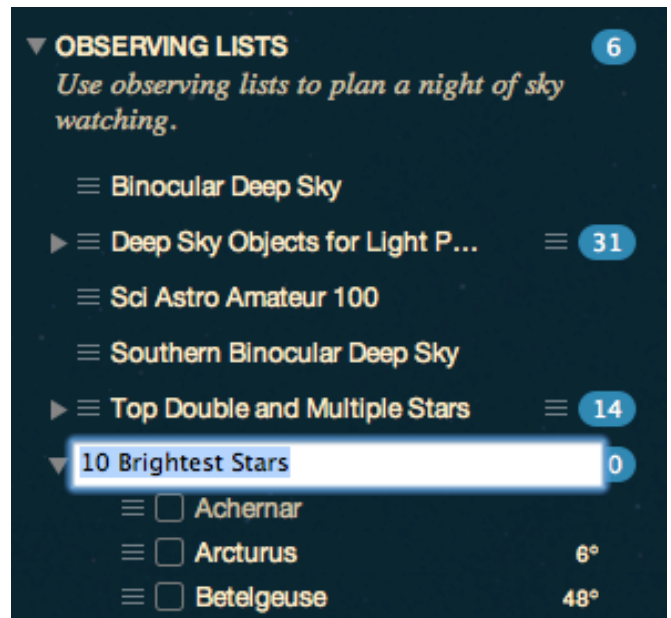 OBSERVING LISTS 6
Use observing lists to plan a night of sky
watching.
Binocular Deep Sky
Deep Sky Objects for Light P... 31
Sci Astro Amateur 100
Southern Binocular Deep Sky
Top Double and Multiple Stars 14
10 Brightest Stars 0
Achernar
Arcturus 6°
Betelgeuse 48°